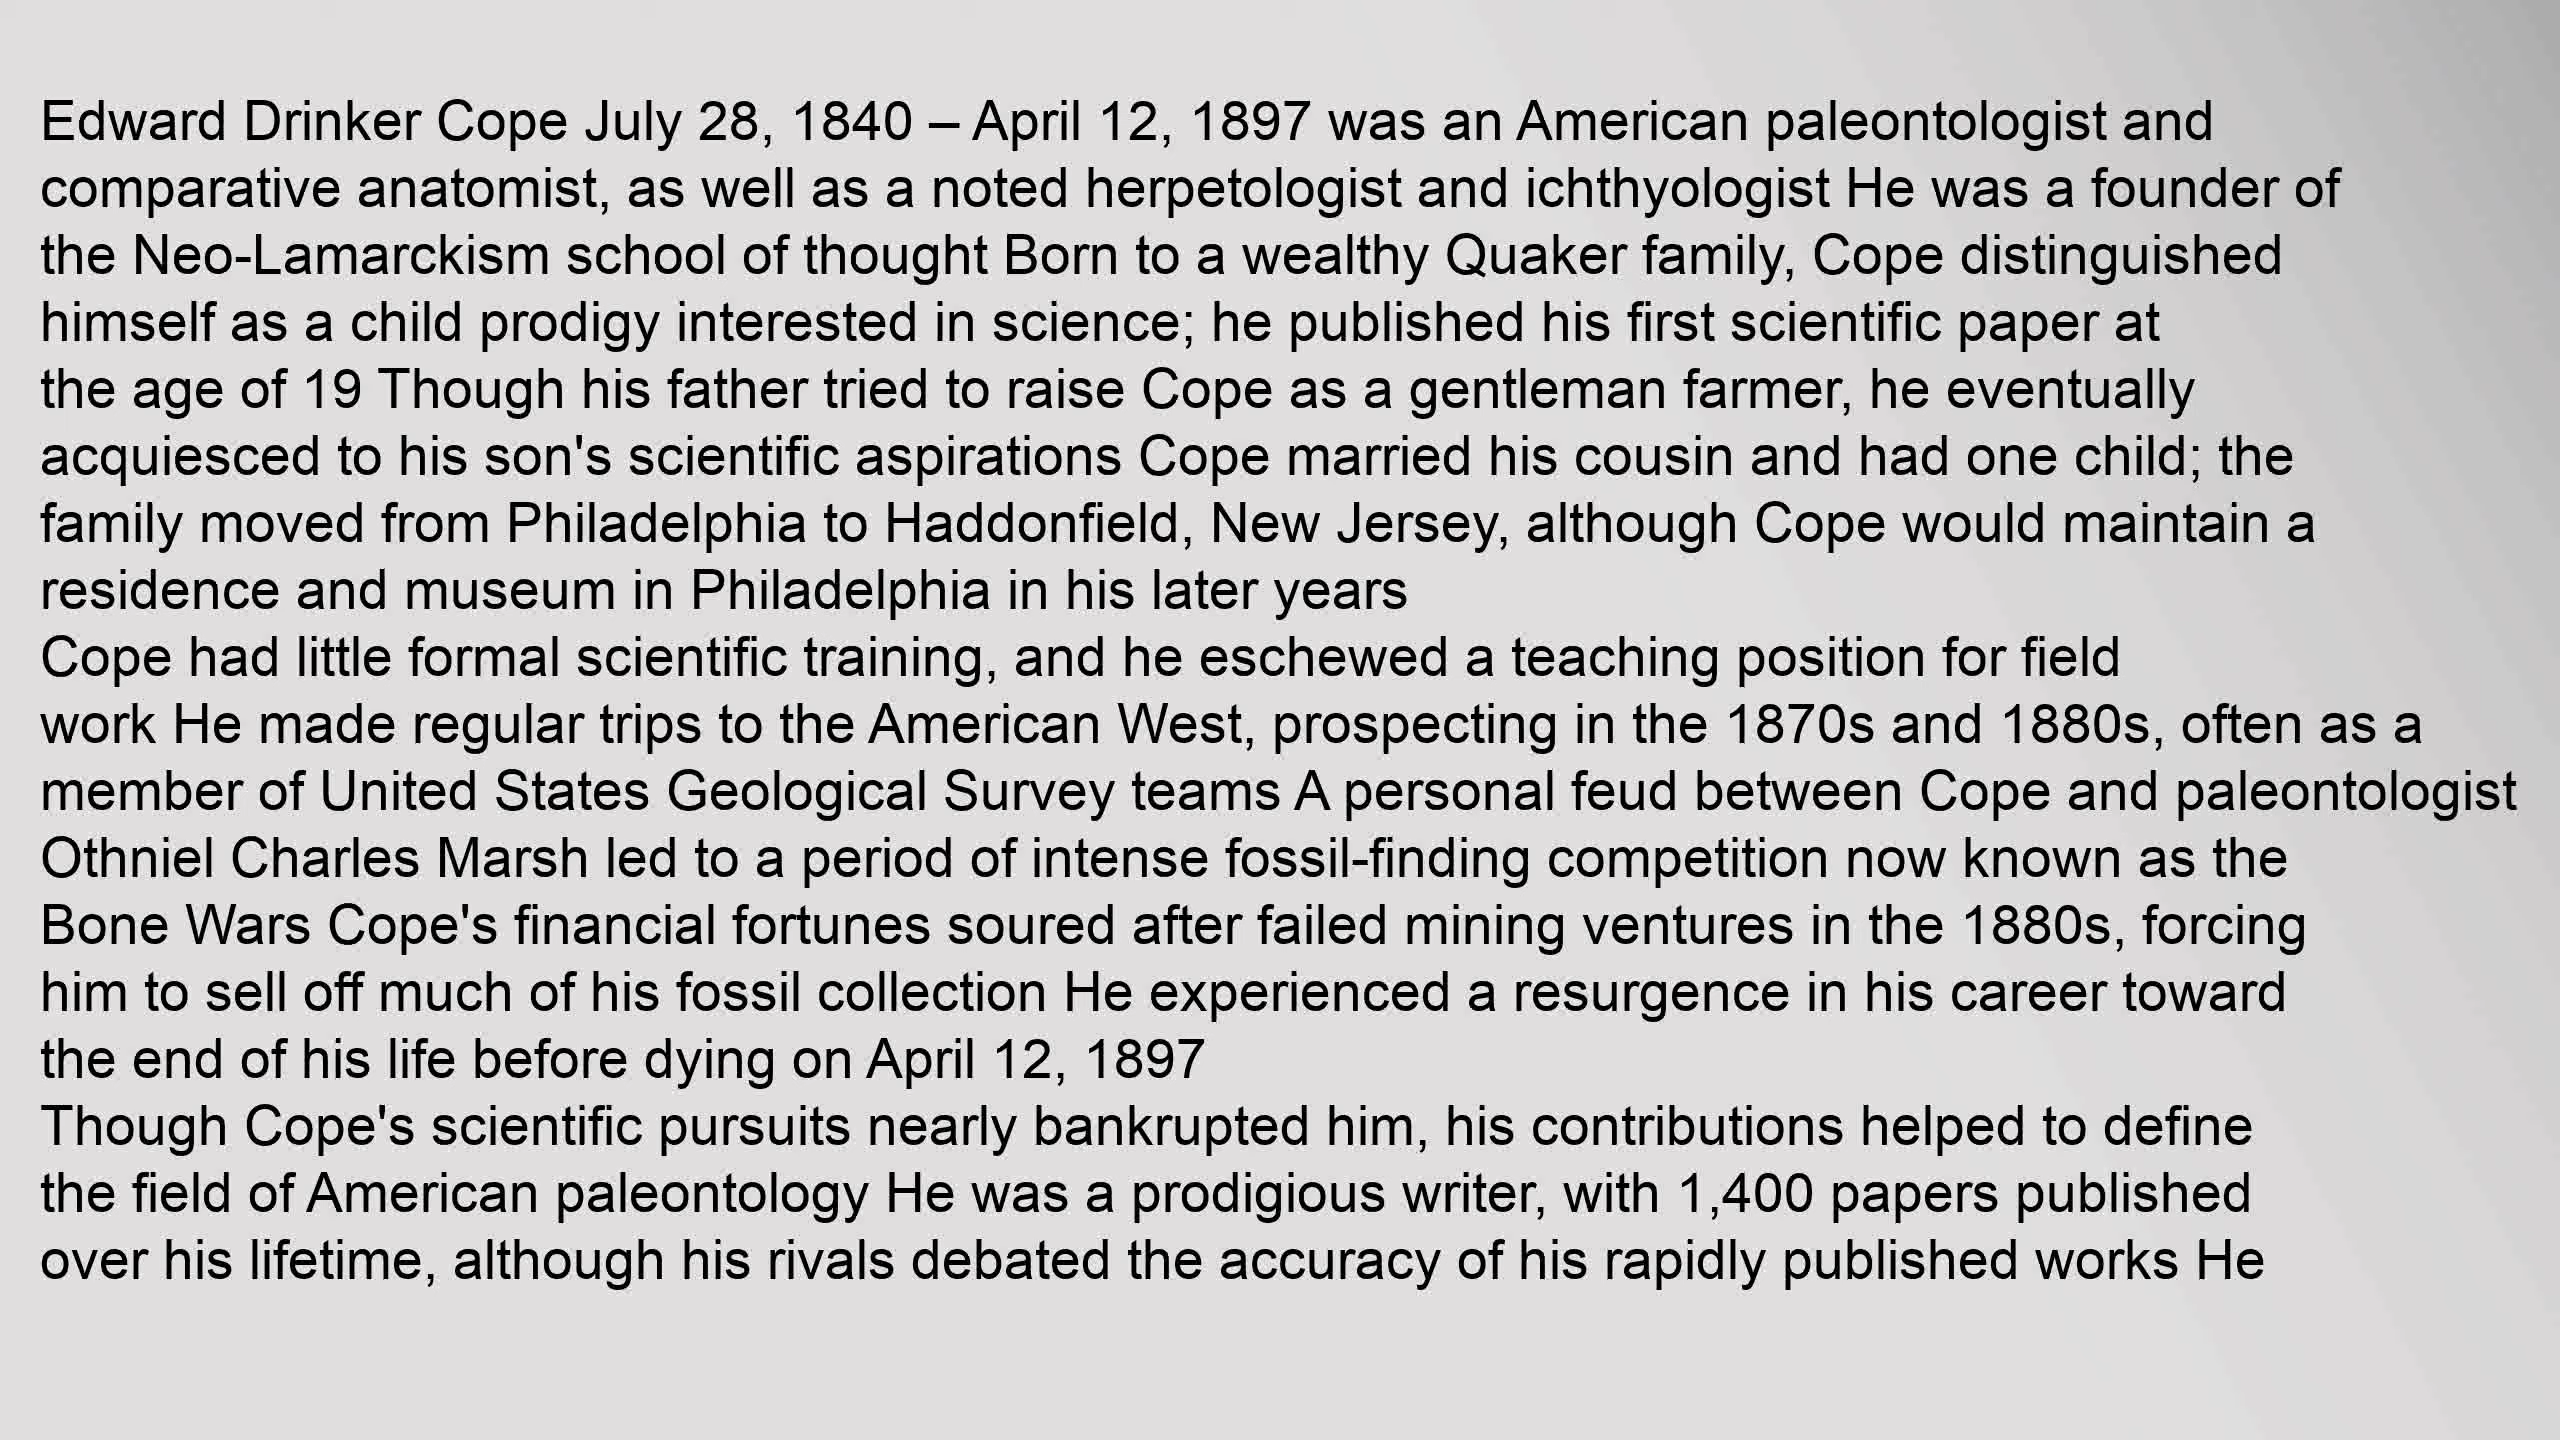 Edward Drinker Cope July 28, 1840 – April 12, 1897 was an American paleontologist and
comparative anatomist, as well as a noted herpetologist and ichthyologist He was a founder of
the Neo-Lamarckism school of thought Born to a wealthy Quaker family, Cope distinguished
himself as a child prodigy interested in science; he published his first scientific paper at
the age of 19 Though his father tried to raise Cope as a gentleman farmer, he eventually
acquiesced to his son's scientific aspirations Cope married his cousin and had one child; the
family moved from Philadelphia to Haddonfield, New Jersey, although Cope would maintain a
residence and museum in Philadelphia in his later years
Cope had little formal scientific training, and he eschewed a teaching position for field
work He made regular trips to the American West, prospecting in the 1870s and 1880s, often as a
member of United States Geological Survey teams A personal feud between Cope and paleontologist
Othniel Charles Marsh led to a period of intense fossil-finding competition now known as the
Bone Wars Cope's financial fortunes soured after failed mining ventures in the 1880s, forcing
him to sell off much of his fossil collection He experienced a resurgence in his career toward
the end of his life before dying on April 12, 1897
Though Cope's scientific pursuits nearly bankrupted him, his contributions helped to define
the field of American paleontology He was a prodigious writer, with 1,400 papers published
over his lifetime, although his rivals debated the accuracy of his rapidly published works He